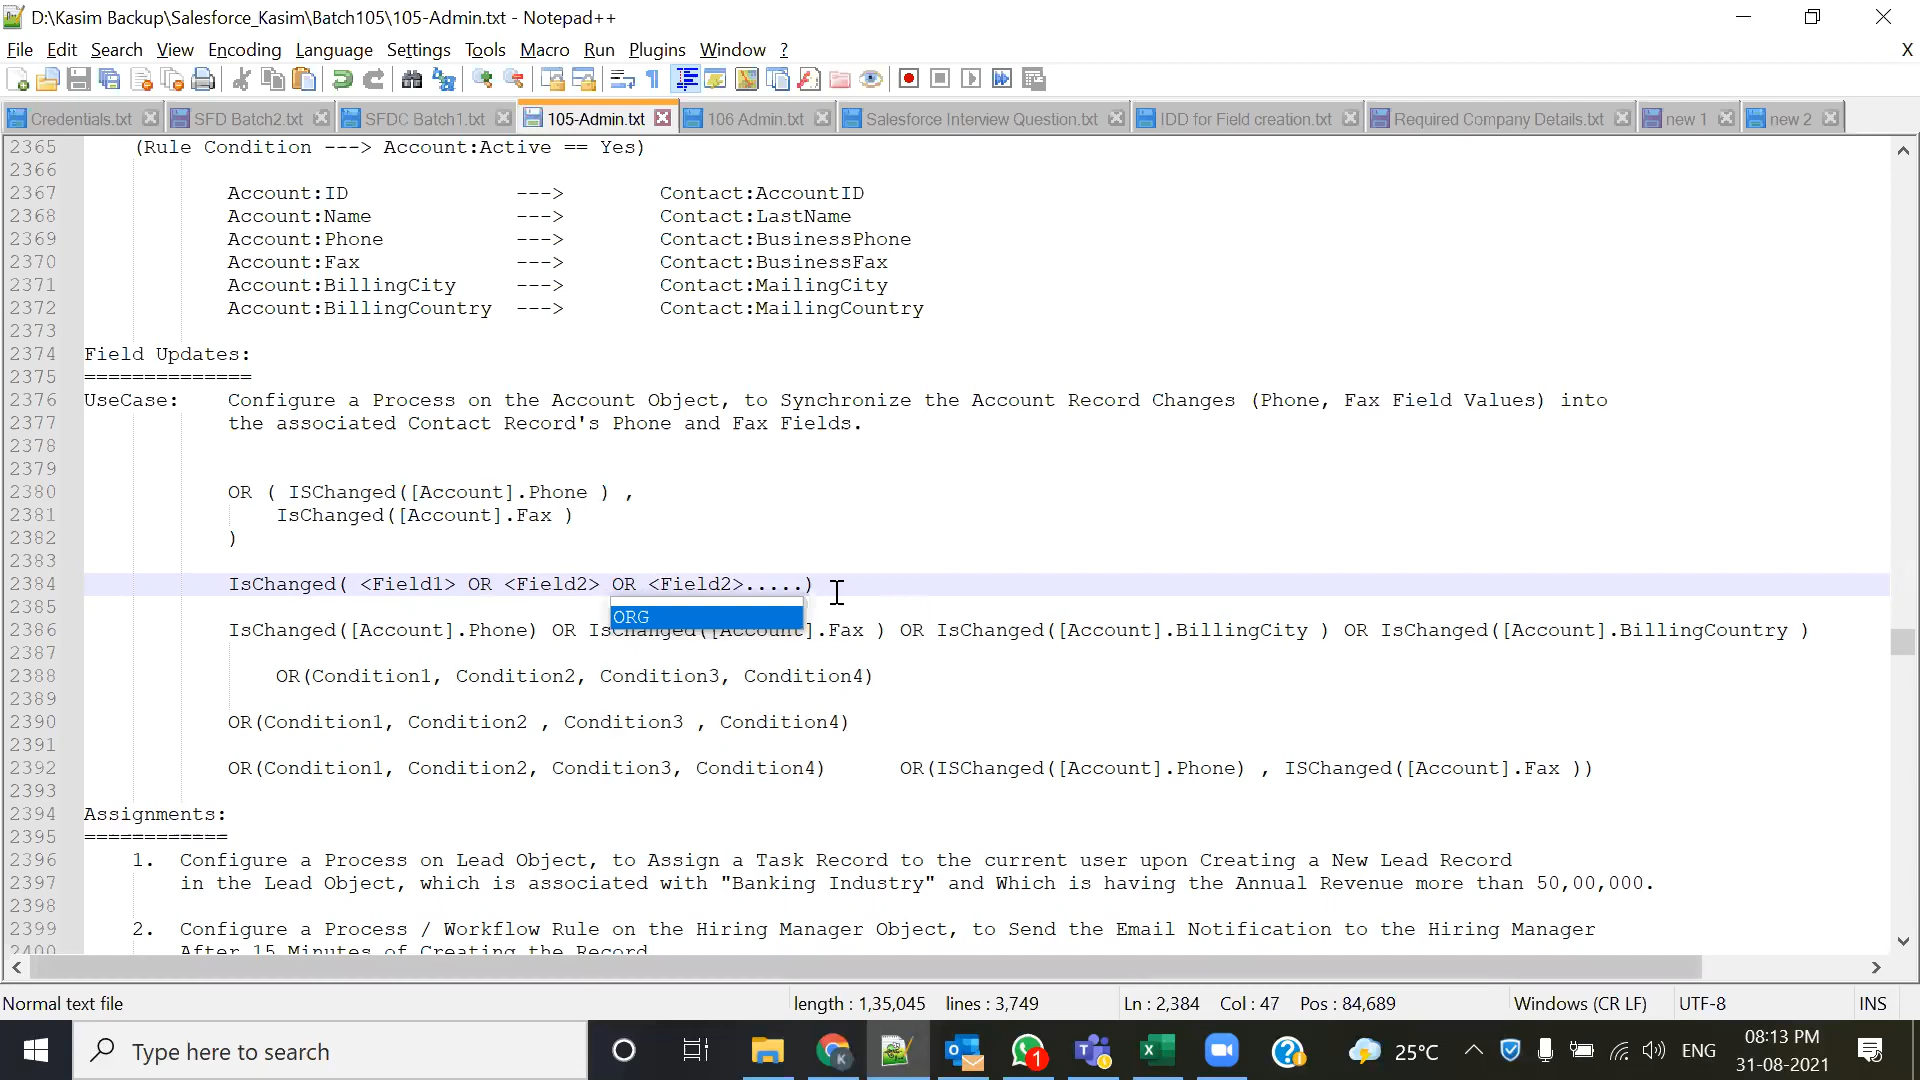 D:\Kasim Backup\Salesforce_Kasim\Batch105\105-Admin.txt - Notepad++
File Edit Search View Encoding Language Settings Tools Macro Run Plugins Window ? X
Credentials.txt SFD Batch2.txt SFDC Batch1.txt 105-Admin.txt 106 Admin.txt Salesforce Interview Question.txt IDD for Field creation.txt Required Company Details.txt new 1 new 2
2365 (Rule Condition ---> Account:Active == Yes)
2366
2367 Account:ID ---> Contact:AccountID
2368 Account:Name ---> Contact:LastName
2369 Account:Phone ---> Contact:BusinessPhone
2370 Account:Fax ---> Contact:BusinessFax
2371 Account:BillingCity ---> Contact:MailingCity
2372 Account:BillingCountry ---> Contact:MailingCountry
2373
2374 Field Updates:
2375 ==============
2376 UseCase: Configure a Process on the Account Object, to Synchronize the Account Record Changes (Phone, Fax Field Values) into
2377 the associated Contact Record's Phone and Fax Fields.
2378
2379
2380 OR ( ISChanged([Account].Phone ) ,
2381 IsChanged([Account].Fax )
2382 )
2383
2384 IsChanged( <Field1> OR <Field2> OR <Field2>.....)
2385
ORG
2386 IsChanged([Account].Phone) OR IsChanged([Account].Fax ) OR IsChanged([Account].BillingCity ) OR IsChanged([Account].BillingCountry )
2387
2388 OR(Condition1, Condition2, Condition3, Condition4)
2389
2390 OR(Condition1, Condition2 , Condition3 , Condition4)
2391
2392 OR(Condition1, Condition2, Condition3, Condition4) OR(ISChanged([Account].Phone) , ISChanged([Account].Fax ))
2393
2394 Assignments:
2395 ============
2396 1. Configure a Process on Lead Object, to Assign a Task Record to the current user upon Creating a New Lead Record
2397 in the Lead Object, which is associated with "Banking Industry" and Which is having the Annual Revenue more than 50,00,000.
2398
2399 2. Configure a Process / Workflow Rule on the Hiring Manager Object, to Send the Email Notification to the Hiring Manager
2400 After 15 Minutes of Creating the Record
Normal text file length : 1,35,045 lines : 3,749 Ln : 2,384 Col : 47 Pos : 84,689 Windows (CR LF) UTF-8 INS
Type here to search 1 25°C ENG 08:13 PM
31-08-2021